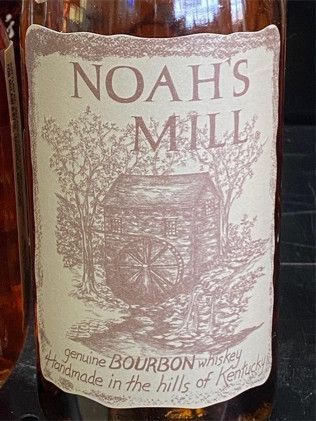 NOAH'S
MILL
genuine BOURBON whiskey
Handmade in the hills of Kentucky